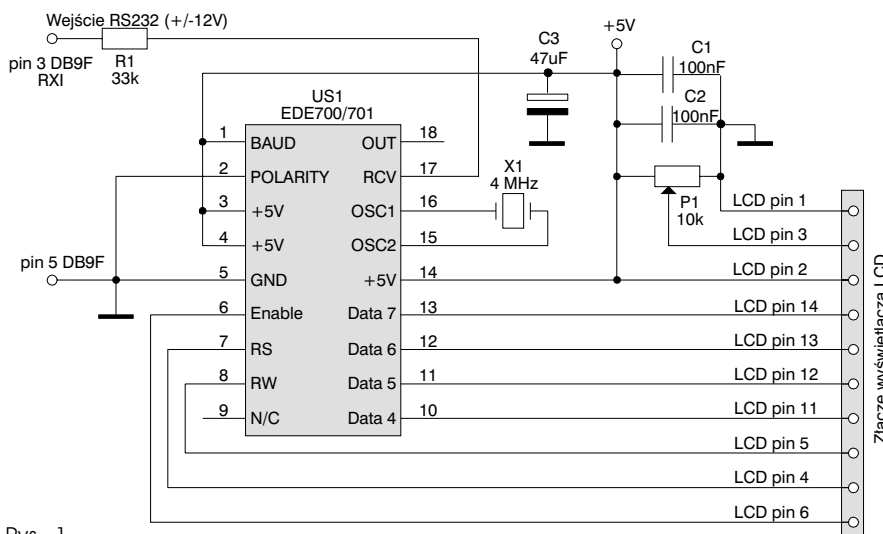 Wejście RS232 (+/-12V)
pin 3 DB9F
RXI
R1
33k
C3
47uF
+5V
C1
100nF
C2
100nF
P1
10k
US1
EDE700/701
X1
4 MHz
pin 5 DB9F
1 BAUD
2 POLARITY
3 +5V
4 +5V
5 GND
6 Enable
7 RS
8 RW
9 N/C
OUT 18
RCV 17
OSC1 16
OSC2 15
+5V 14
Data 7 13
Data 6 12
Data 5 11
Data 4 10
LCD pin 1
LCD pin 3
LCD pin 2
LCD pin 14
LCD pin 13
LCD pin 12
LCD pin 11
LCD pin 5
LCD pin 4
LCD pin 6
Złącze wyświetlacza LCD
Rys. 1